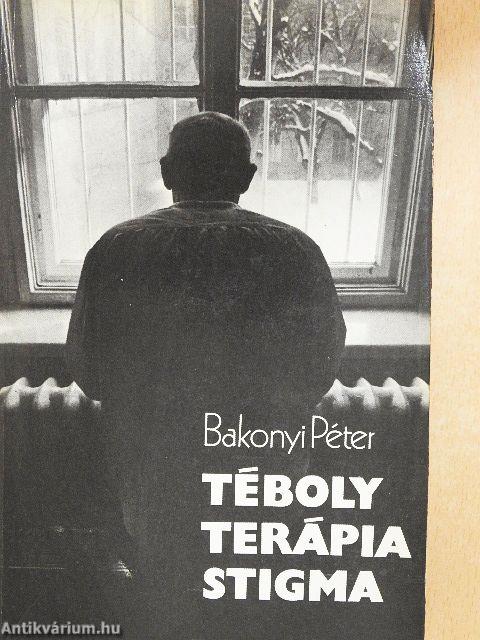 Bakonyi Péter
TÉBOLY
TERÁPIA
STIGMA
Antikvárium.hu